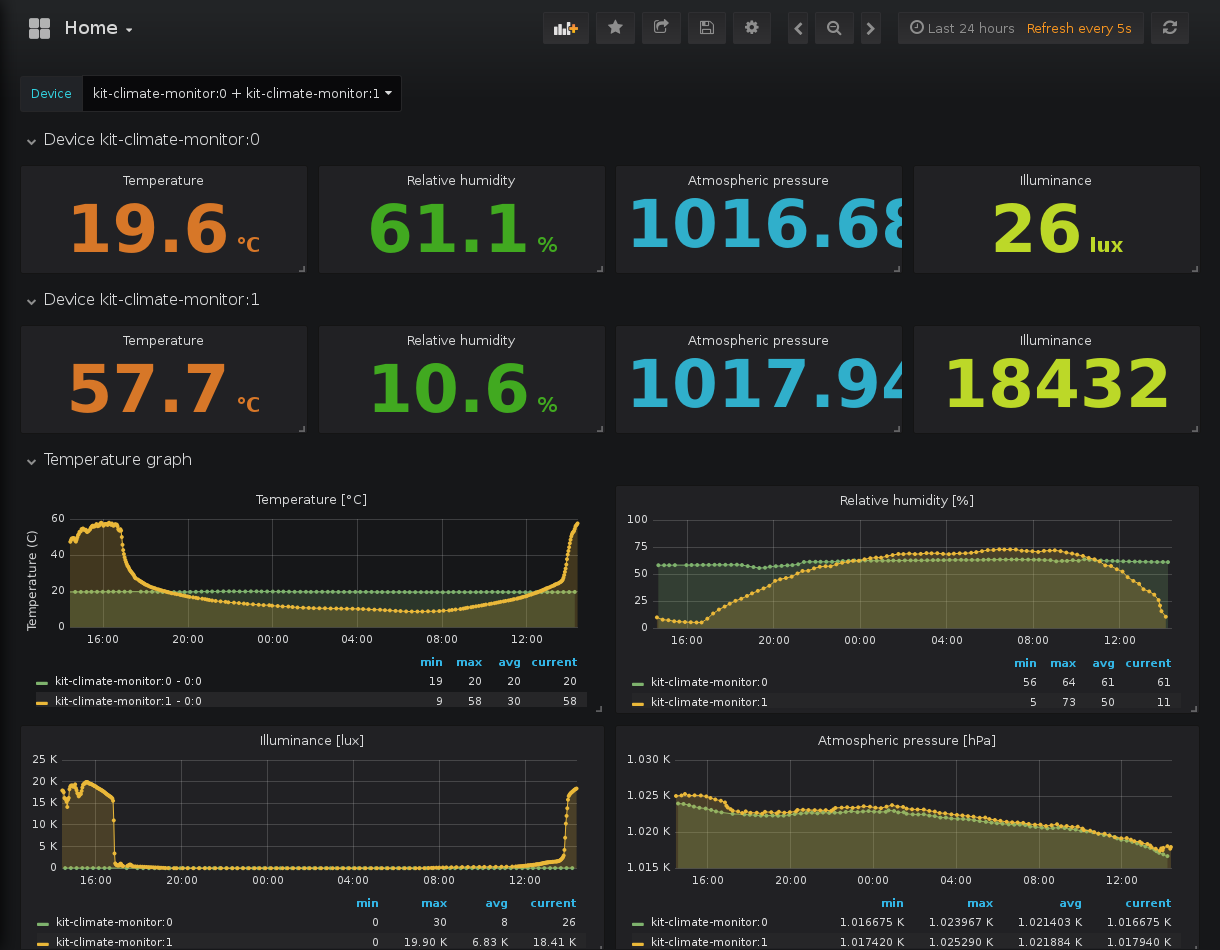 Home
Last 24 hours Refresh every 5s
Device kit-climate-monitor:0 + kit-climate-monitor:1
Device kit-climate-monitor:0
Temperature Relative humidity Atmospheric pressure Illuminance
19.6 °C 61.1 % 1016.68 26 lux
Device kit-climate-monitor:1
Temperature Relative humidity Atmospheric pressure Illuminance
57.7 °C 10.6 % 1017.94 18432
Temperature graph
Temperature [°C]
Temperature (C)
60
40
20
0
16:00 20:00 00:00 04:00 08:00 12:00
min max avg current
kit-climate-monitor:0 - 0:0 19 20 20 20
kit-climate-monitor:1 - 0:0 9 58 30 58
Relative humidity [%]
100
75
50
25
0
16:00 20:00 00:00 04:00 08:00 12:00
min max avg current
kit-climate-monitor:0 56 64 61 61
kit-climate-monitor:1 5 73 50 11
Illuminance [lux]
25 K
20 K
15 K
10 K
5 K
0
16:00 20:00 00:00 04:00 08:00 12:00
min max avg current
kit-climate-monitor:0 0 30 8 26
kit-climate-monitor:1 0 19.90 K 6.83 K 18.41 K
Atmospheric pressure [hPa]
1.030 K
1.025 K
1.020 K
1.015 K
16:00 20:00 00:00 04:00 08:00 12:00
min max avg current
kit-climate-monitor:0 1.016675 K 1.023967 K 1.021403 K 1.016675 K
kit-climate-monitor:1 1.017420 K 1.025290 K 1.021884 K 1.017940 K